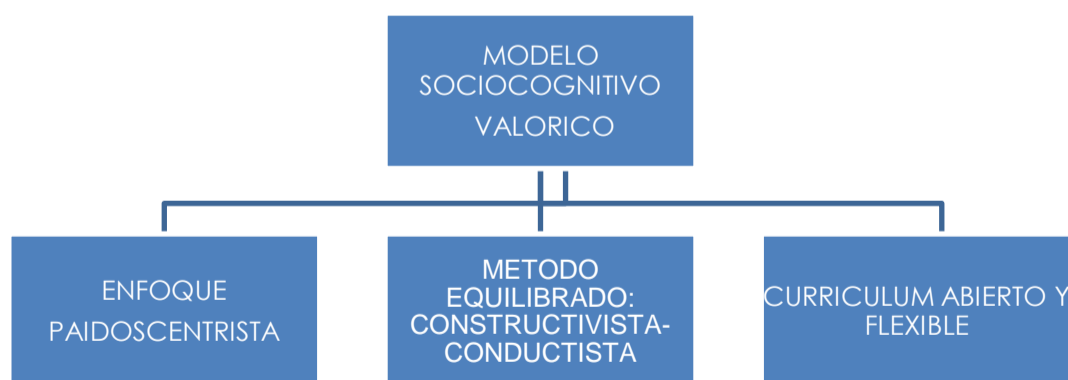 MODELO
SOCIOCOGNITIVO
VALORICO
ENFOQUE
PAIDOSCENTRISTA
METODO
EQUILIBRADO:
CONSTRUCTIVISTA-
CONDUCTISTA
CURRICULUM ABIERTO Y
FLEXIBLE